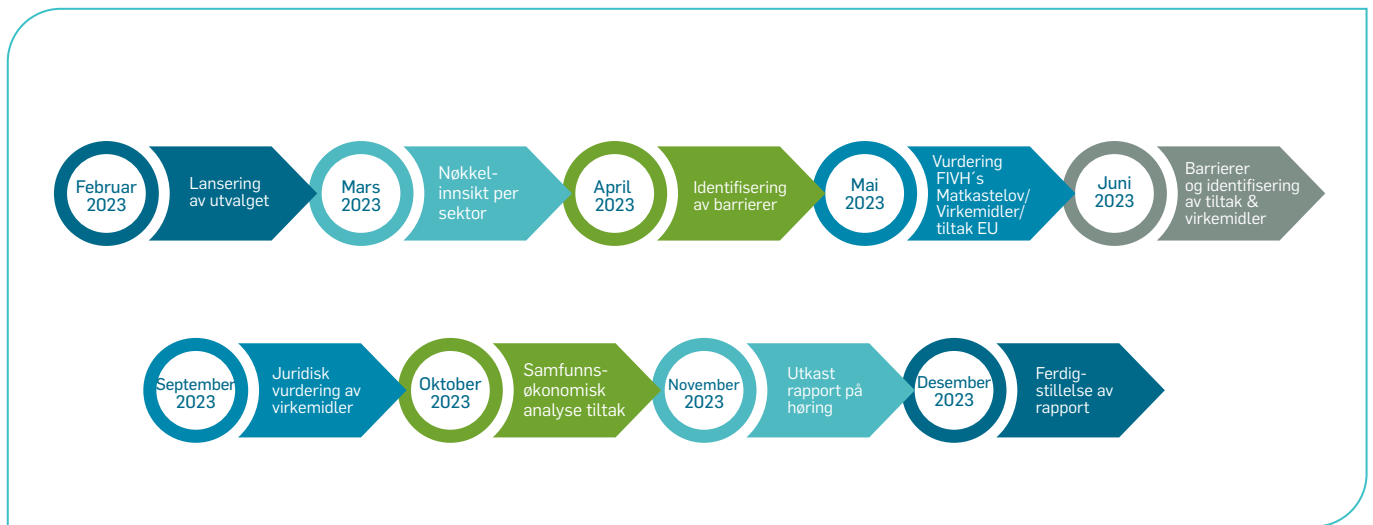 Februar
2023
Lansering
av utvalget
Mars
2023
Nøkkel-
innsikt per
sektor
April
2023
Identifisering
av barrierer
Mai
2023
Vurdering
FIVH´s
Matkastelov/
Virkemidler/
tiltak EU
Juni
2023
Barrierer
og identifisering
av tiltak &
virkemidler
September
2023
Juridisk
vurdering av
virkemidler
Oktober
2023
Samfunns-
økonomisk
analyse tiltak
November
2023
Utkast
rapport på
høring
Desember
2023
Ferdig-
stillelse av
rapport